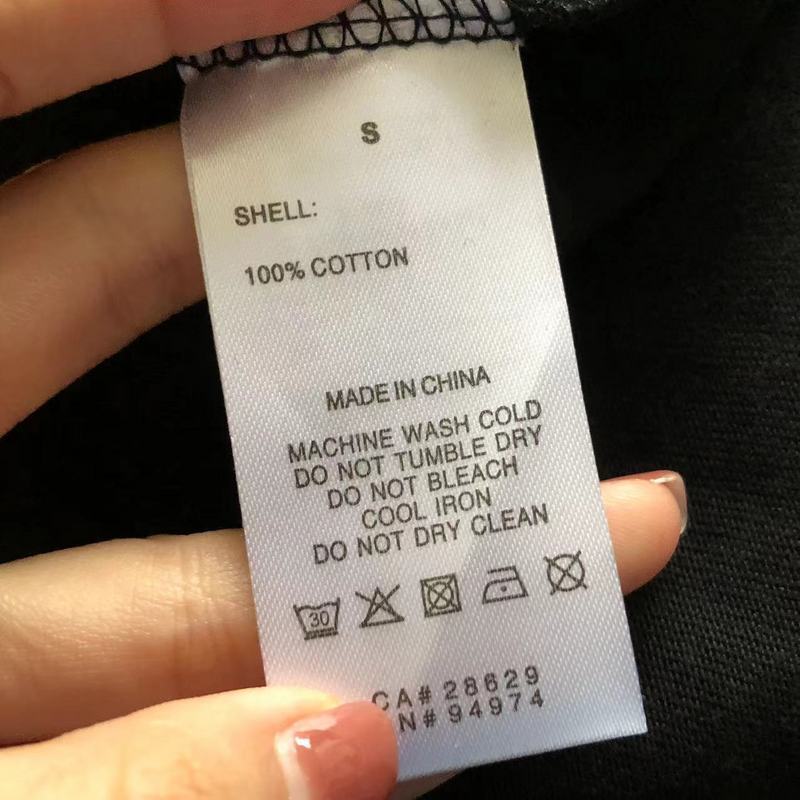 S
SHELL:
100% COTTON
MADE IN CHINA
MACHINE WASH COLD
DO NOT TUMBLE DRY
DO NOT BLEACH
COOL IRON
DO NOT DRY CLEAN
30
CA# 28629
N# 94974